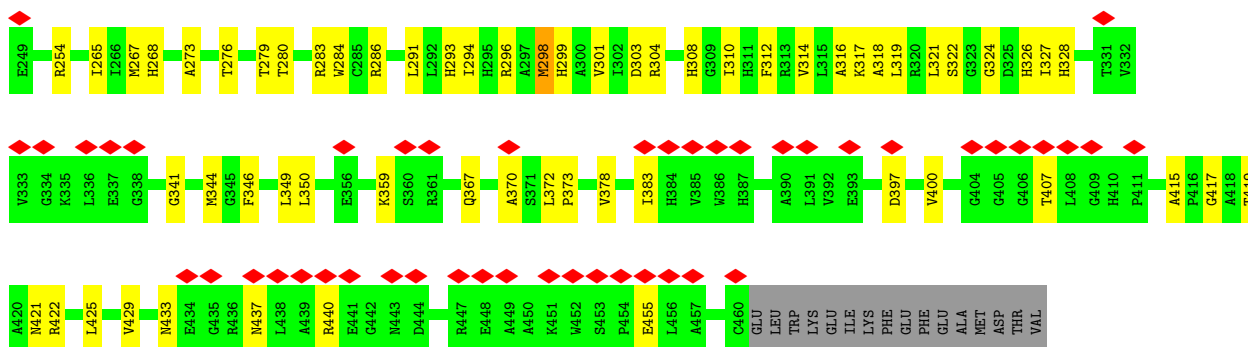 E249 R254 I265 I266 M267 H268 A273 T276 T279 T280 R283 W284 C285 R286 L291 L292 H293 I294 H295 R296 A297 M298 H299 A300 V301 I302 D303 R304 H308 G309 I310 H311 F312 R313 V314 L315 A316 K317 A318 L319 R320 L321 S322 G323 G324 D325 H326 I327 H328 T331 V332
V333 G334 K335 L336 E337 G338 G341 M344 G345 F346 L349 L350 E356 K359 S360 R361 Q367 A370 S371 L372 P373 V378 I383 H384 V385 W386 H387 A390 L391 V392 E393 D397 V400 G404 G405 G406 T407 L408 G409 H410 P411 A415 P416 G417 A418 T419
A420 N421 R422 L425 V429 N433 E434 G435 R436 N437 L438 A439 R440 E441 G442 N443 D444 R447 E448 A449 A450 K451 W452 S453 P454 E455 L456 A457 C460 GLU LEU TRP LYS GLU ILE LYS PHE GLU PHE GLU ALA MET ASP THR VAL